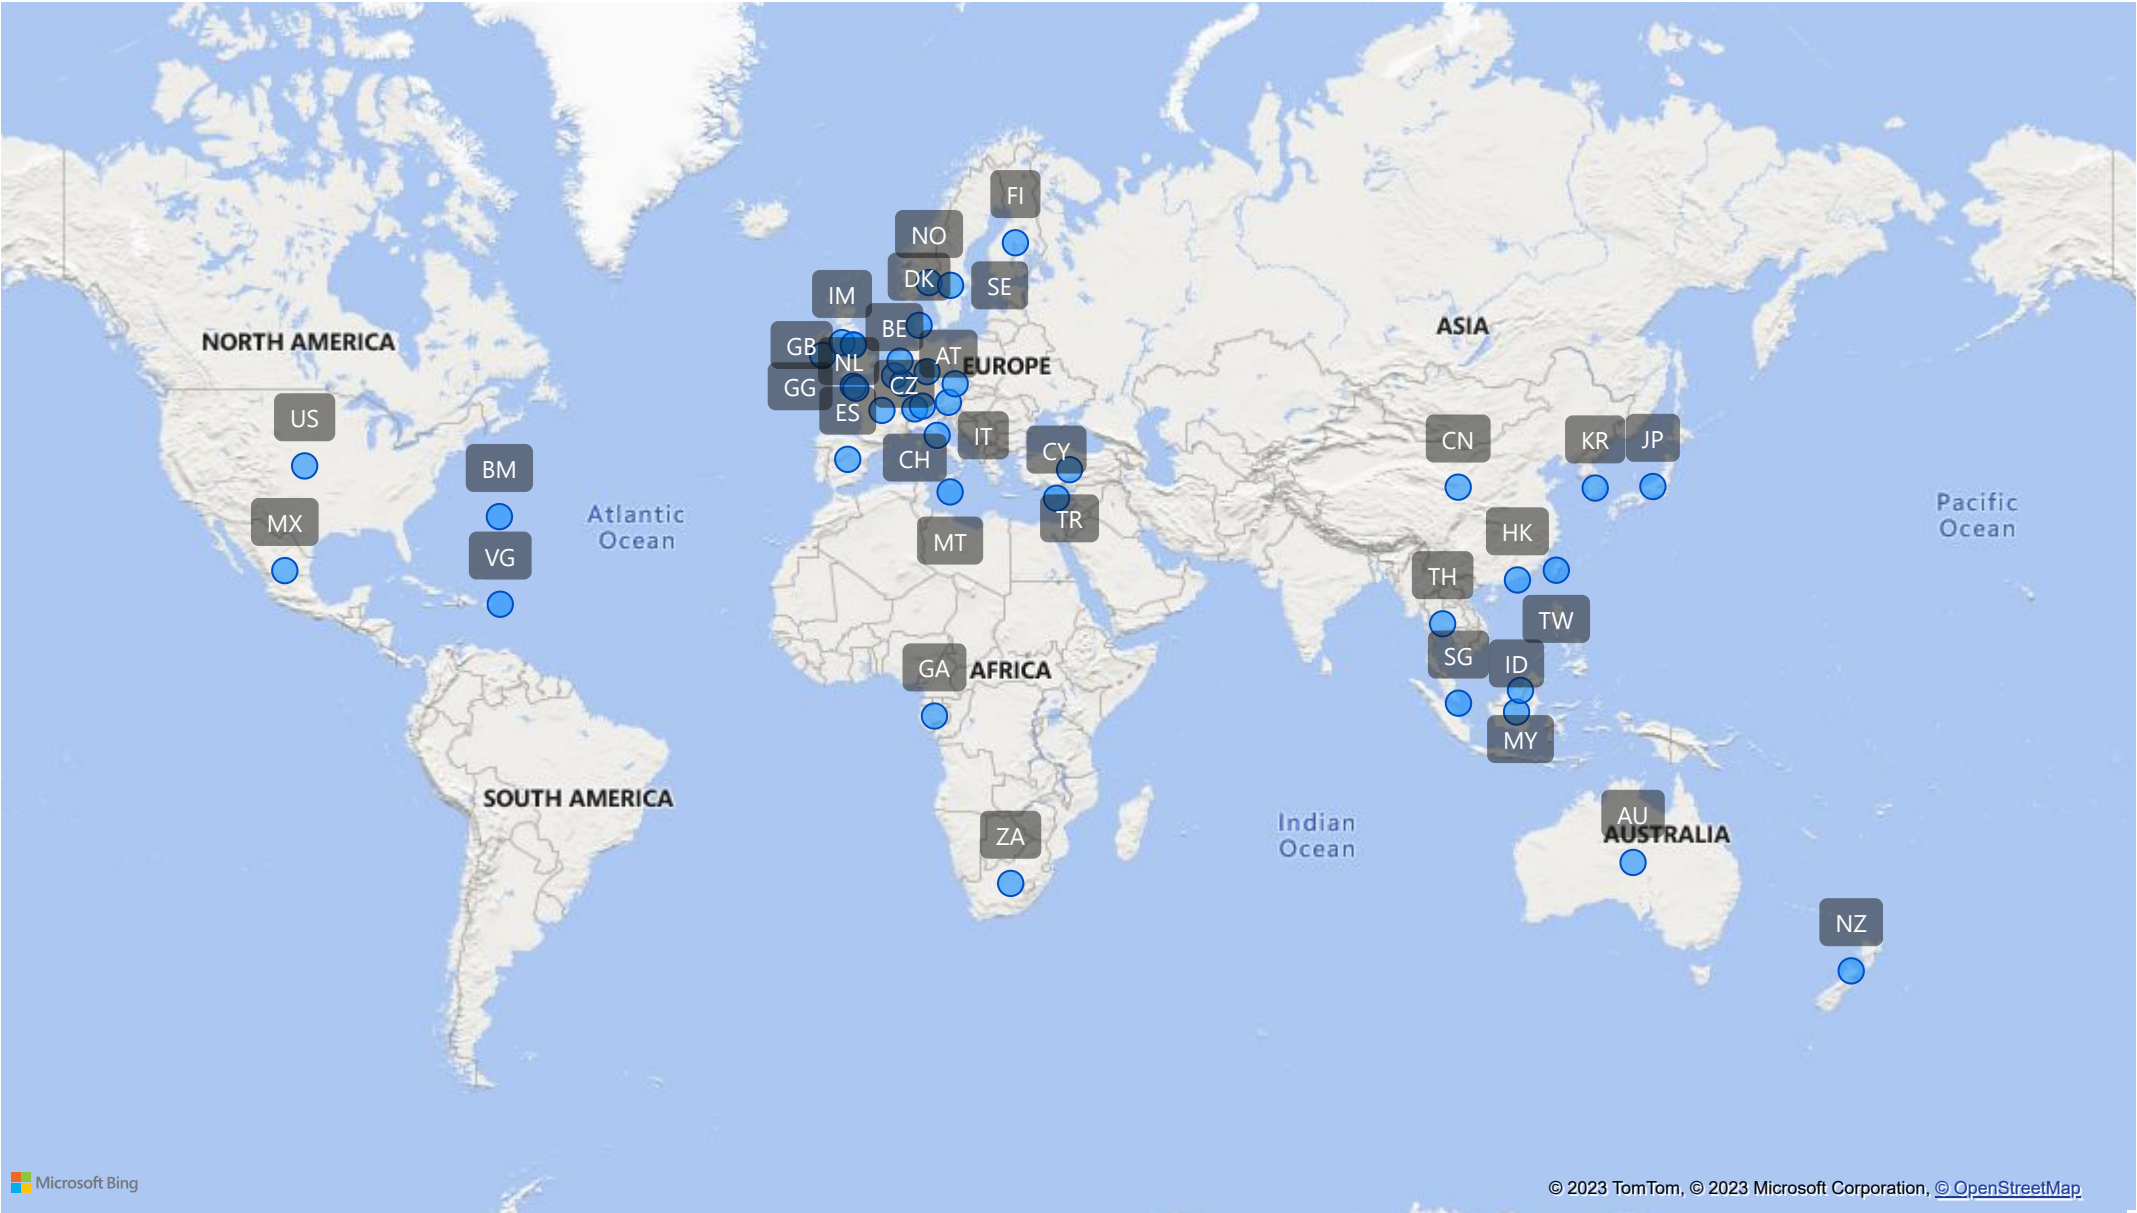 FI
NO
DK
SE
IM
BE
GB
NL
AT
EUROPE
GG
CZ
ES
NORTH AMERICA
ASIA
US
BM
IT
CH
CY
CN
KR
JP
MX
Atlantic
Ocean
VG
MT
TR
HK
TH
Pacific
Ocean
TW
SG
ID
GA
AFRICA
MY
SOUTH AMERICA
ZA
Indian
Ocean
AU
AUSTRALIA
NZ
Microsoft Bing
© 2023 TomTom, © 2023 Microsoft Corporation, © OpenStreetMap